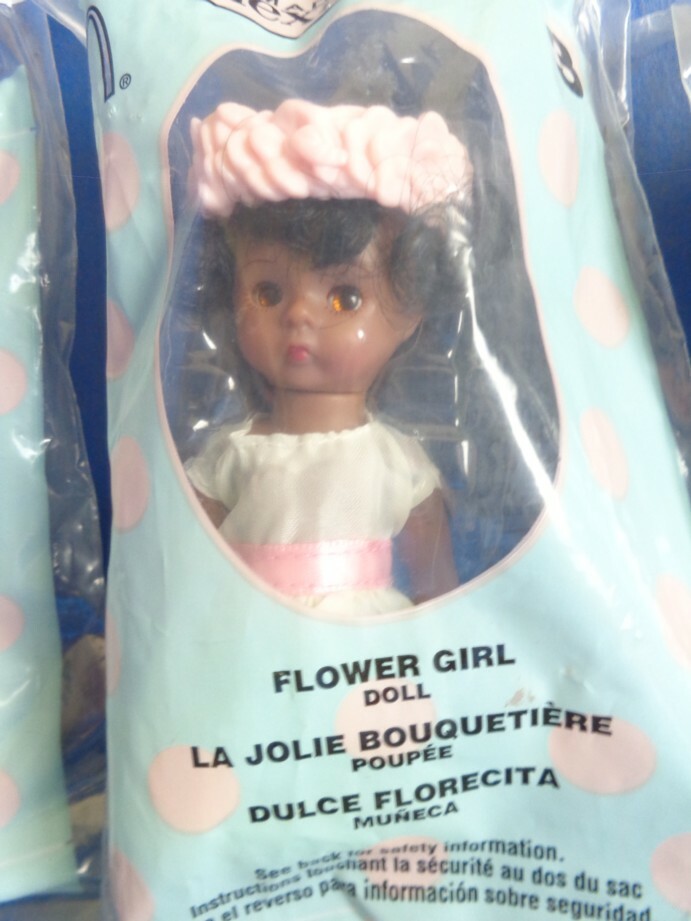 ®
3
FLOWER GIRL
DOLL
LA JOLIE BOUQUETIÈRE
POUPÉE
DULCE FLORECITA
MUÑECA
See back for safety information.
Instructions touchant la sécurité au dos du sac
el reverso para información sobre seguridad